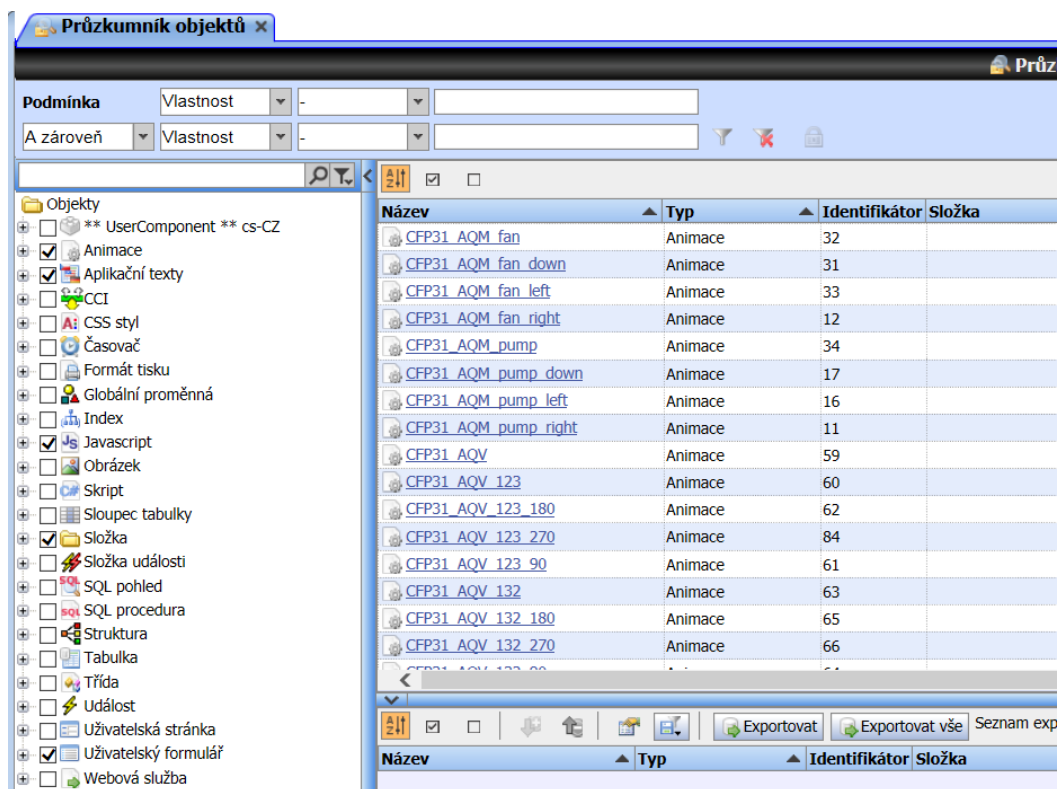 Průzkumník objektů
Průz
Podmínka Vlastnost -
A zároveň Vlastnost -
Objekty
** UserComponent ** cs-CZ
Animace
Aplikační texty
CCI
CSS styl
Časovač
Formát tisku
Globální proměnná
Index
Javascript
Obrázek
Skript
Sloupec tabulky
Složka
Složka události
SQL pohled
SQL procedura
Struktura
Tabulka
Třída
Událost
Uživatelská stránka
Uživatelský formulář
Webová služba
Název Typ Identifikátor Složka
CFP31_AQM_fan Animace 32
CFP31_AQM_fan_down Animace 31
CFP31_AQM_fan_left Animace 33
CFP31_AQM_fan_right Animace 12
CFP31_AQM_pump Animace 34
CFP31_AQM_pump_down Animace 17
CFP31_AQM_pump_left Animace 16
CFP31_AQM_pump_right Animace 11
CFP31_AQV Animace 59
CFP31_AQV_123 Animace 60
CFP31_AQV_123_180 Animace 62
CFP31_AQV_123_270 Animace 84
CFP31_AQV_123_90 Animace 61
CFP31_AQV_132 Animace 63
CFP31_AQV_132_180 Animace 65
CFP31_AQV_132_270 Animace 66
Exportovat Exportovat vše Seznam exp
Název Typ Identifikátor Složka